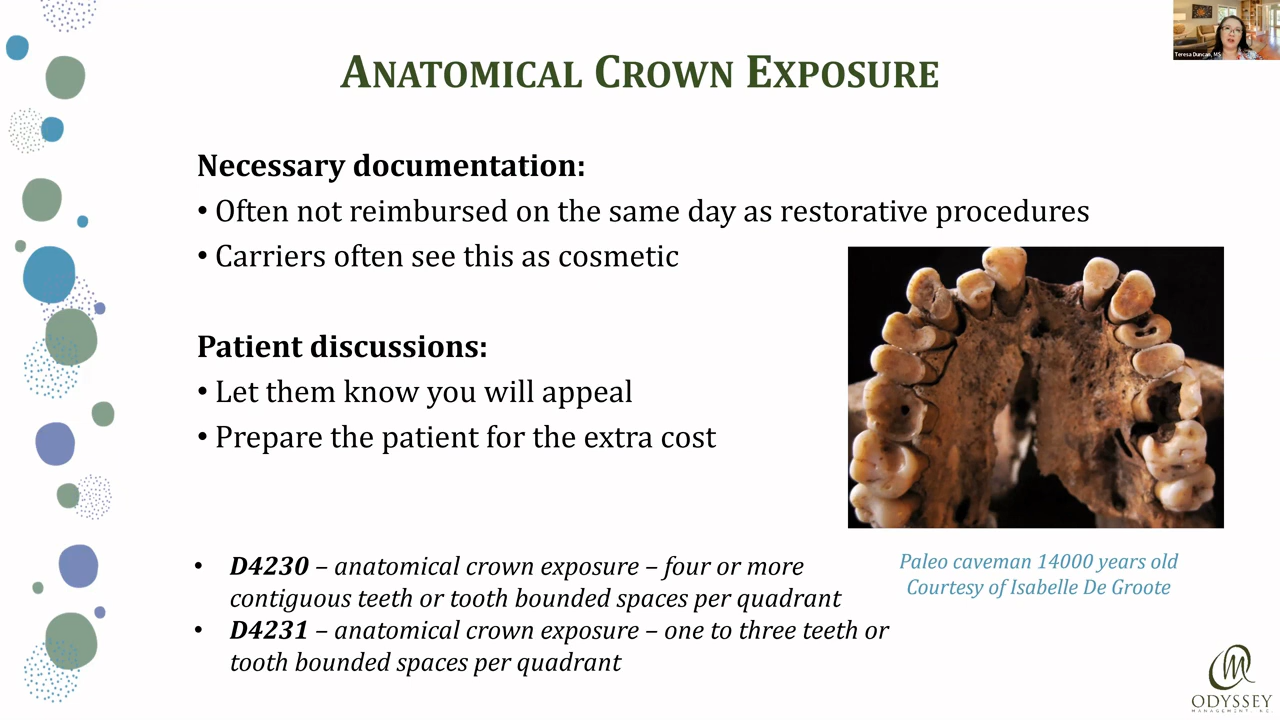 Teresa Duncan, MS
ANATOMICAL CROWN EXPOSURE
Necessary documentation:
• Often not reimbursed on the same day as restorative procedures
• Carriers often see this as cosmetic
Patient discussions:
• Let them know you will appeal
• Prepare the patient for the extra cost
• D4230 – anatomical crown exposure – four or more
contiguous teeth or tooth bounded spaces per quadrant
• D4231 – anatomical crown exposure – one to three teeth or
tooth bounded spaces per quadrant
Paleo caveman 14000 years old
Courtesy of Isabelle De Groote
ODYSSEY